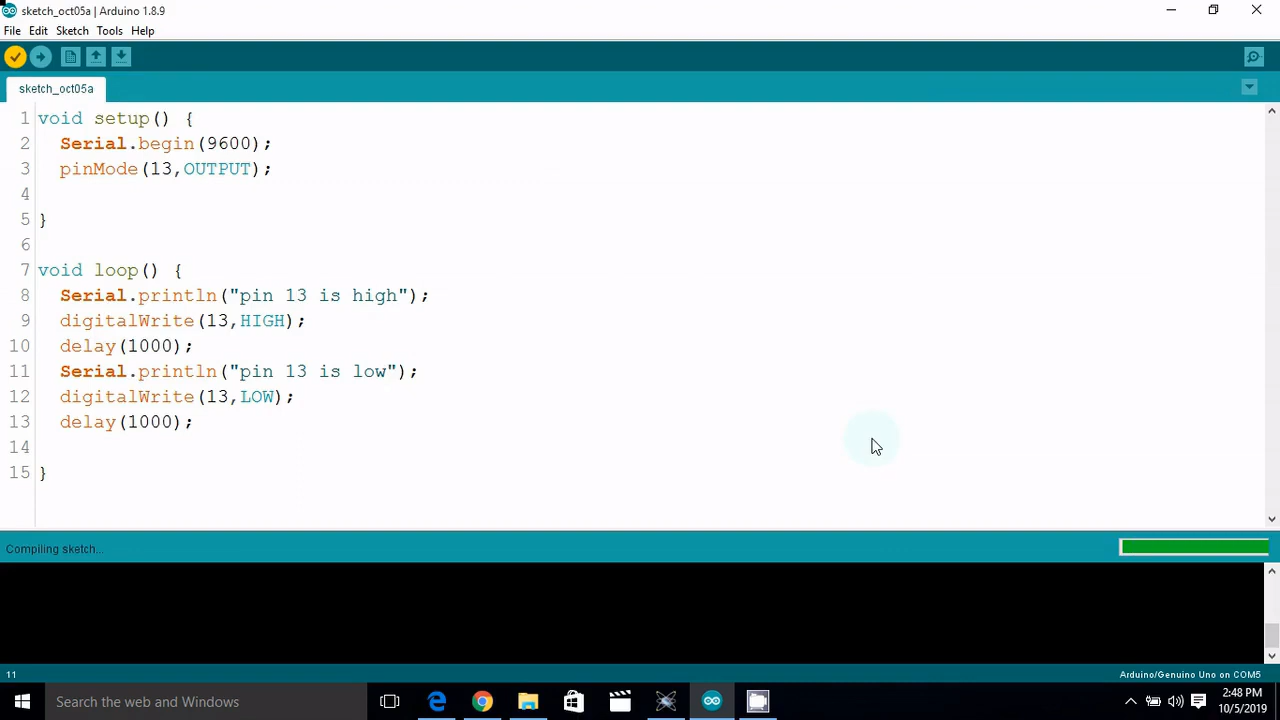 sketch_oct05a | Arduino 1.8.9
File Edit Sketch Tools Help
sketch_oct05a
1 void setup() {
2 Serial.begin(9600);
3 pinMode(13,OUTPUT);
4
5 }
6
7 void loop() {
8 Serial.println("pin 13 is high");
9 digitalWrite(13,HIGH);
10 delay(1000);
11 Serial.println("pin 13 is low");
12 digitalWrite(13,LOW);
13 delay(1000);
14
15 }
Compiling sketch...
11 Arduino/Genuino Uno on COM5
Search the web and Windows
2:48 PM
10/5/2019